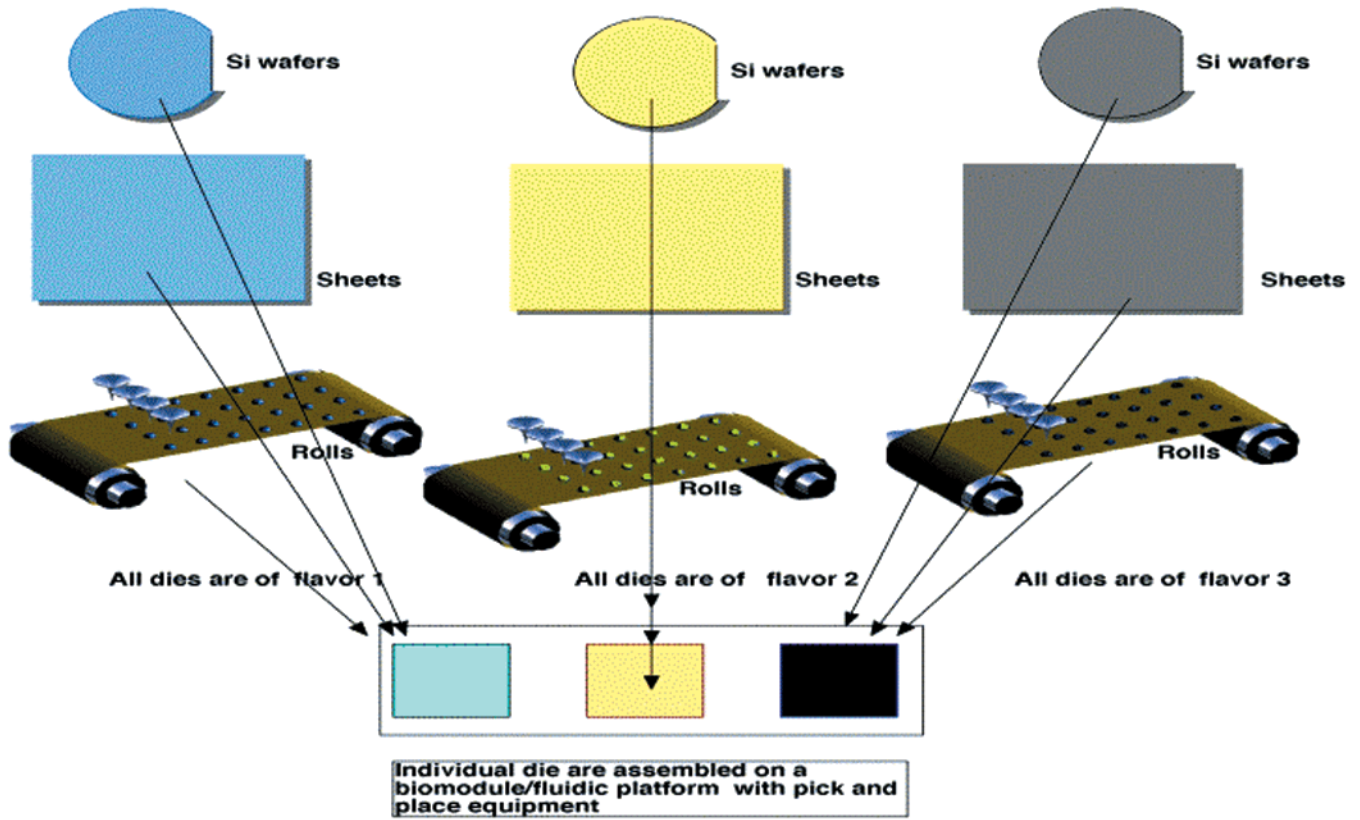 Si wafers
Si wafers
Si wafers
Sheets
Sheets
Sheets
Rolls
Rolls
Rolls
All dies are of flavor 1
All dies are of flavor 2
All dies are of flavor 3
Individual die are assembled on a
biomodule/fluidic platform with pick and
place equipment